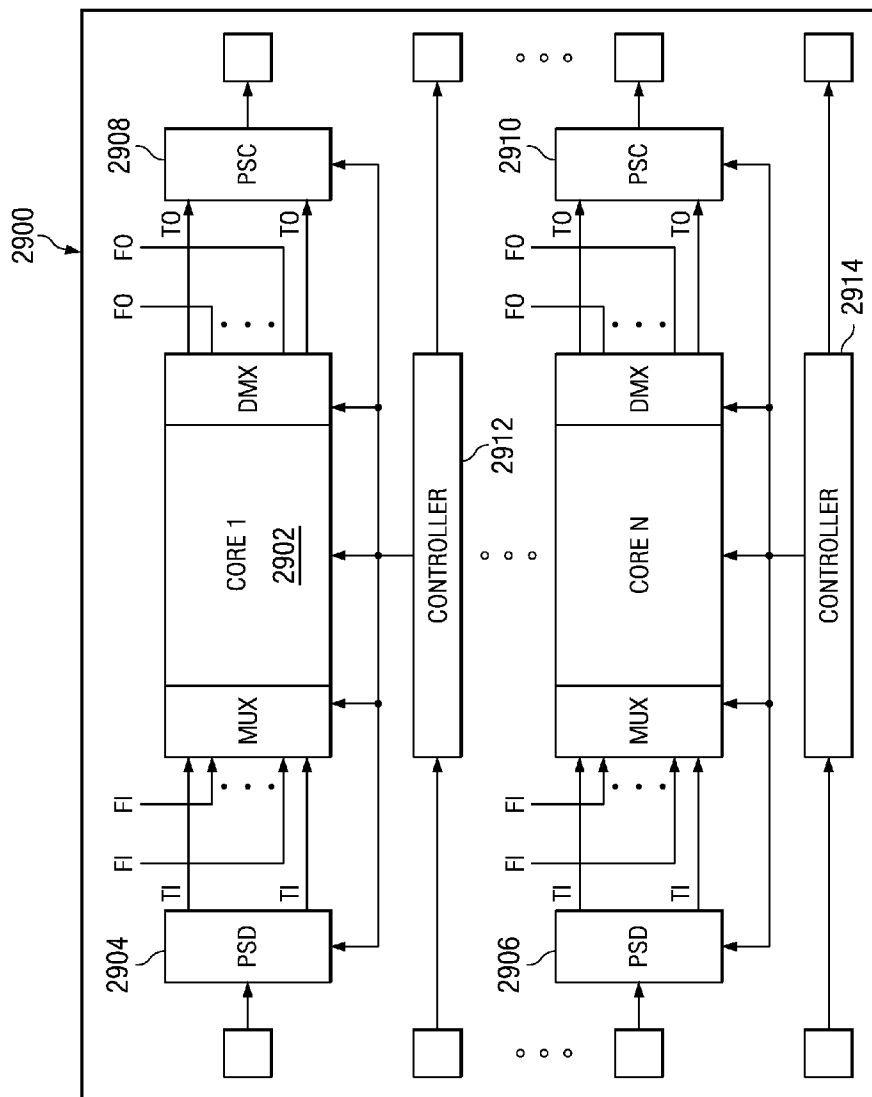 2900
2904
PSD
TI
TI
FI
FI
MUX
CORE 1
2902
DMX
FO
FO
TO
TO
2908
PSC
CONTROLLER
2912
2906
PSD
TI
TI
FI
FI
MUX
CORE N
DMX
FO
FO
TO
TO
2910
PSC
CONTROLLER
2914